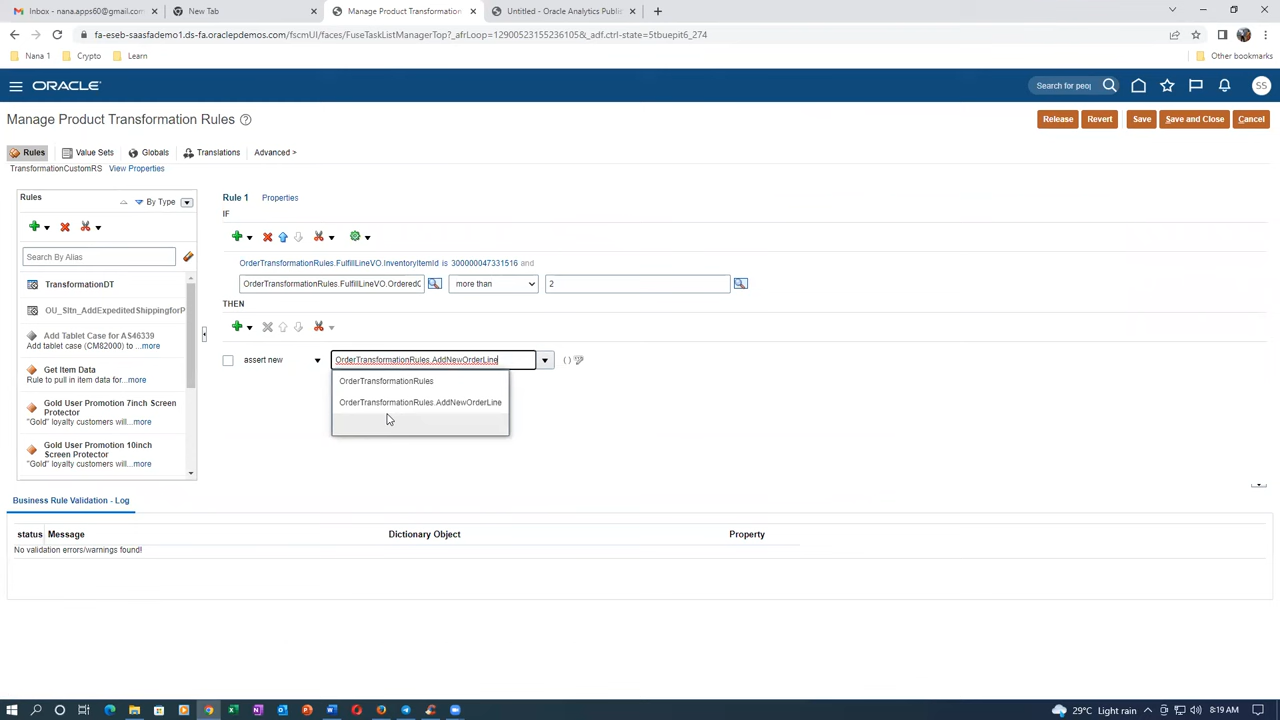 Inbox - nana.apps60@gmail.com
New Tab
Manage Product Transformation
Untitled - Oracle Analytics Publi
fa-eseb-saasfademo1.ds-fa.oraclepdemos.com/fscmUI/faces/FuseTaskListManagerTop?_afrLoop=12900523155236105&_adf.ctrl-state=5tbuepit6_274
Nana 1
Crypto
Learn
Other bookmarks
ORACLE
Search for peop
SS
Manage Product Transformation Rules
Release
Revert
Save
Save and Close
Cancel
Rules
Value Sets
Globals
Translations
Advanced >
TransformationCustomRS View Properties
Rules
By Type
Rule 1 Properties
IF
Search By Alias
OrderTransformationRules.FulfillLineVO.InventoryItemId is 300000047331516 and
OrderTransformationRules.FulfillLineVO.OrderedQ
more than
2
THEN
TransformationDT
OU_Sltn_AddExpeditedShippingforP
Add Tablet Case for AS46339
Add tablet case (CM82000) to ...more
Get Item Data
Rule to pull in item data for...more
Gold User Promotion 7inch Screen
Protector
"Gold" loyalty customers will...more
Gold User Promotion 10inch
Screen Protector
"Gold" loyalty customers will...more
assert new
OrderTransformationRules.AddNewOrderLine
( )
OrderTransformationRules
OrderTransformationRules.AddNewOrderLine
Business Rule Validation - Log
status Message Dictionary Object Property
No validation errors/warnings found!
29°C Light rain
8:19 AM